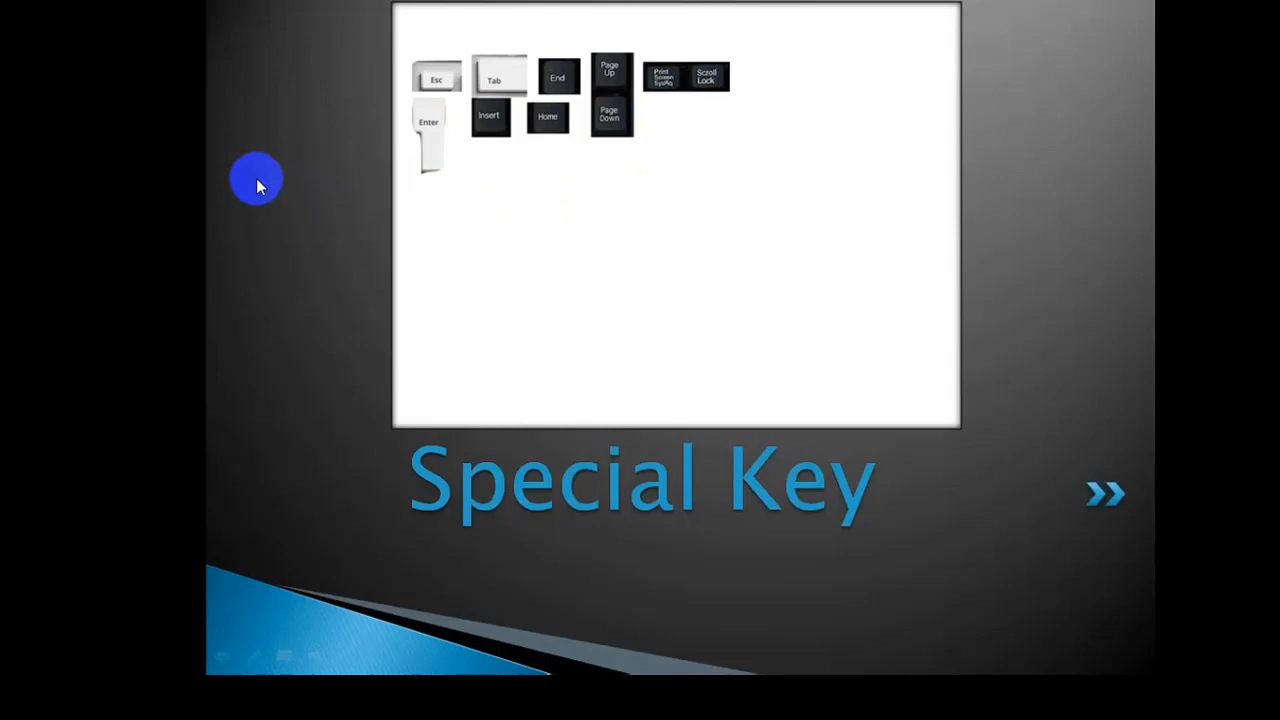 Esc
Tab
End
Page
Up
Print
Screen
SysRq
Scroll
Lock
Enter
Insert
Home
Page
Down
Special Key